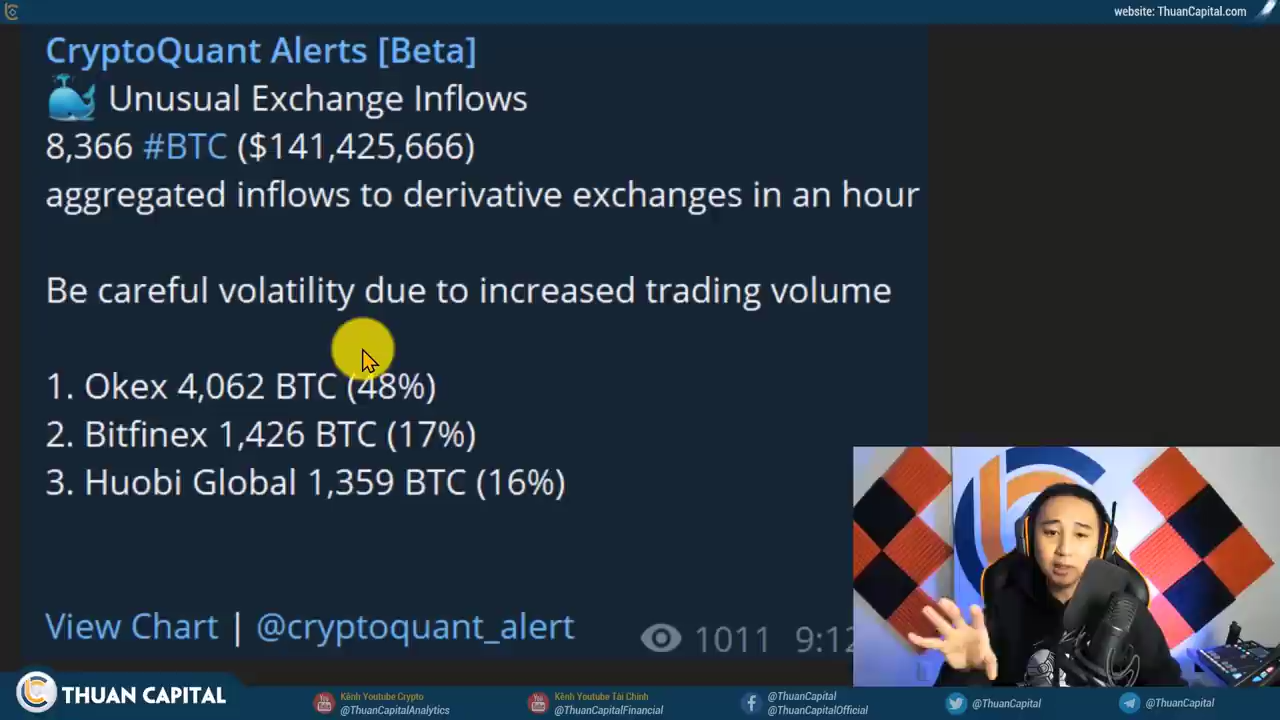 website: ThuanCapital.com
CryptoQuant Alerts [Beta]
Unusual Exchange Inflows
8,366 #BTC ($141,425,666)
aggregated inflows to derivative exchanges in an hour
Be careful volatility due to increased trading volume
1. Okex 4,062 BTC (48%)
2. Bitfinex 1,426 BTC (17%)
3. Huobi Global 1,359 BTC (16%)
View Chart | @cryptoquant_alert
1011 9:12
THUAN CAPITAL
Kênh Youtube Crypto
@ThuanCapitalAnalytics
Kênh Youtube Tài Chính
@ThuanCapitalFinancial
@ThuanCapital
@ThuanCapitalOfficial
@ThuanCapital
@ThuanCapital